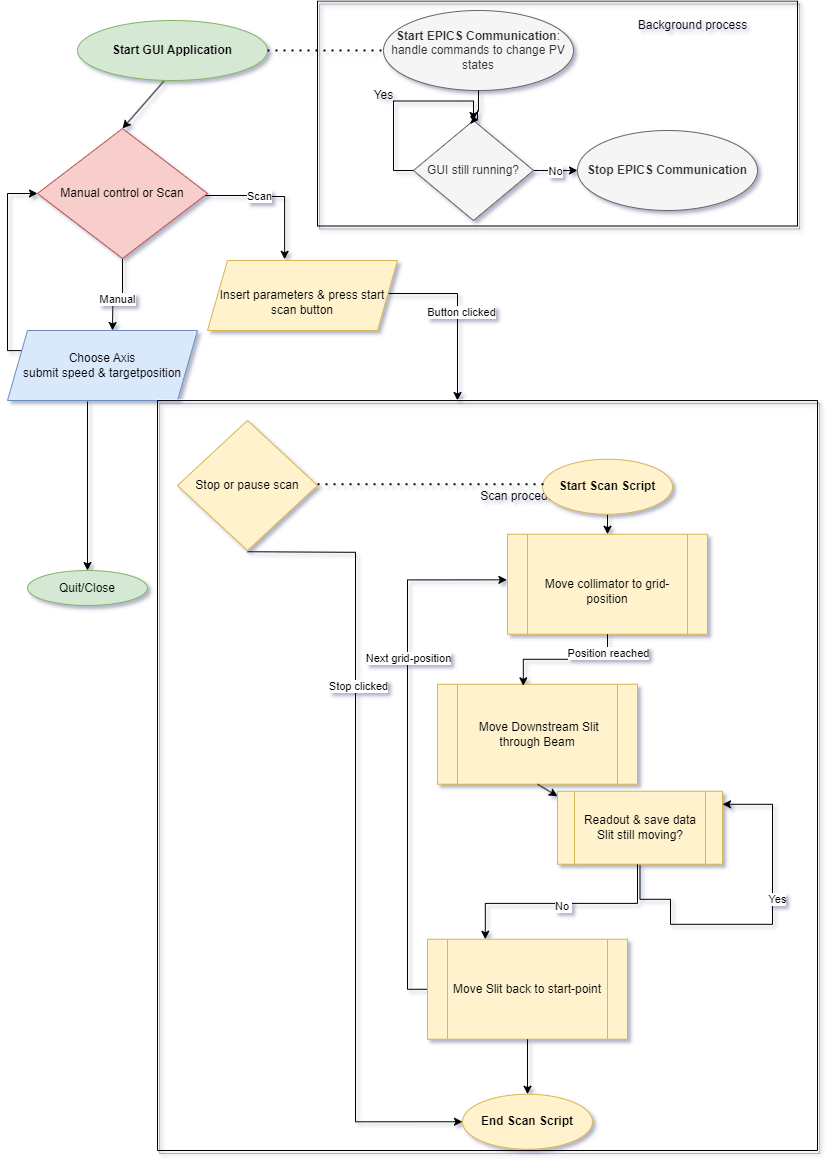 Background process
Start GUI Application
Start EPICS Communication:
handle commands to change PV
states
Yes
GUI still running?
No
Stop EPICS Communication
Manual control or Scan
Scan
Manual
Insert parameters & press start
scan button
Button clicked
Choose Axis
submit speed & targetposition
Stop or pause scan
Start Scan Script
Scan proced
Quit/Close
Move collimator to grid-
position
Position reached
Next grid-position
Stop clicked
Move Downstream Slit
through Beam
Readout & save data
Slit still moving?
Yes
No
Move Slit back to start-point
End Scan Script